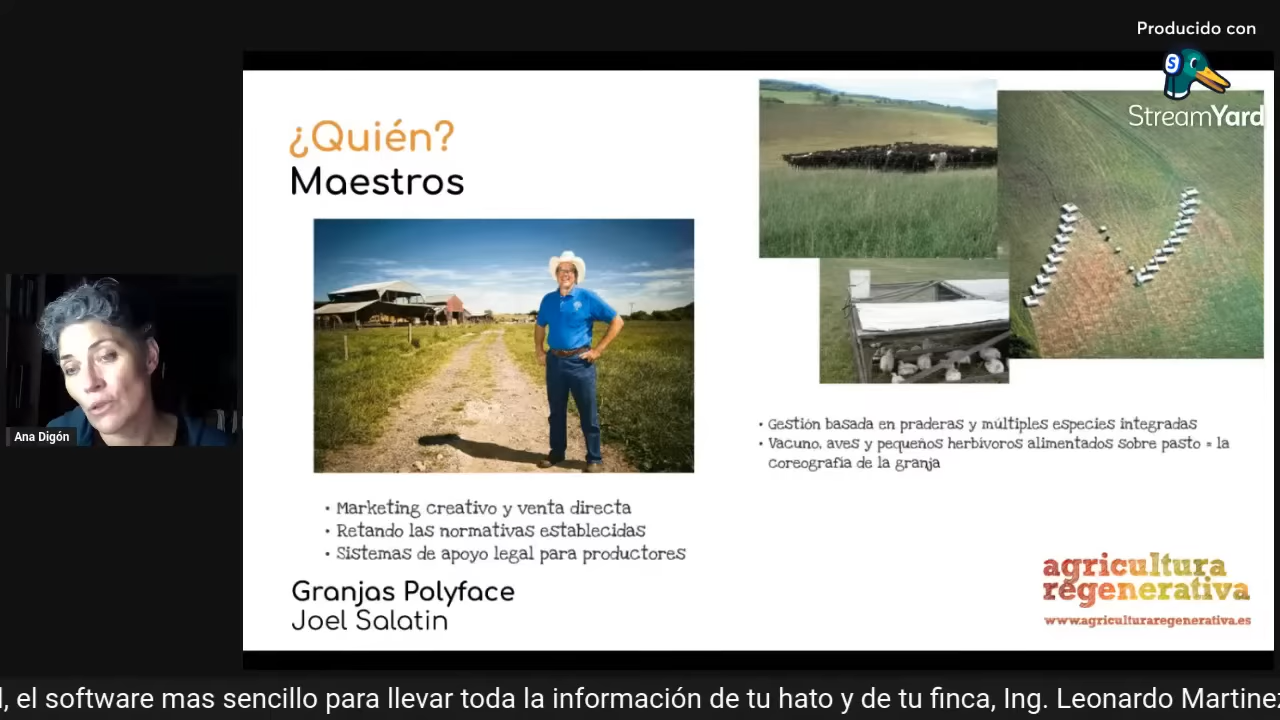 Producido con
StreamYard
¿Quién?
Maestros
• Marketing creativo y venta directa
• Retando las normativas establecidas
• Sistemas de apoyo legal para productores
Granjas Polyface
Joel Salatin
• Gestión basada en praderas y múltiples especies integradas
• Vacuno, aves y pequeños herbívoros alimentados sobre pasto = la
coreografía de la granja
agricultura
regenerativa
www.agriculturaregenerativa.es
Ana Digón
, el software mas sencillo para llevar toda la información de tu hato y de tu finca, Ing. Leonardo Martinez